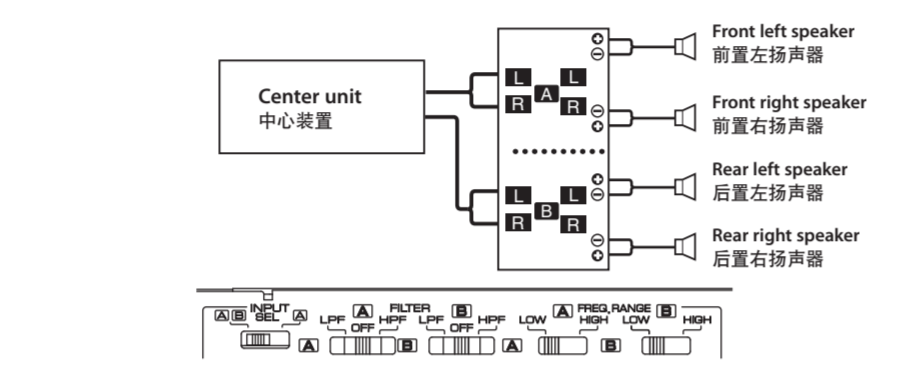 Front left speaker
前置左扬声器
Center unit
中心装置
L L
A
R R
Front right speaker
前置右扬声器
Rear left speaker
后置左扬声器
L L
B
R R
Rear right speaker
后置右扬声器
INPUT SEL
A B A
A FILTER B
LPF OFF HPF LPF OFF HPF
A FREQ. RANGE B
LOW HIGH LOW HIGH
A B A B